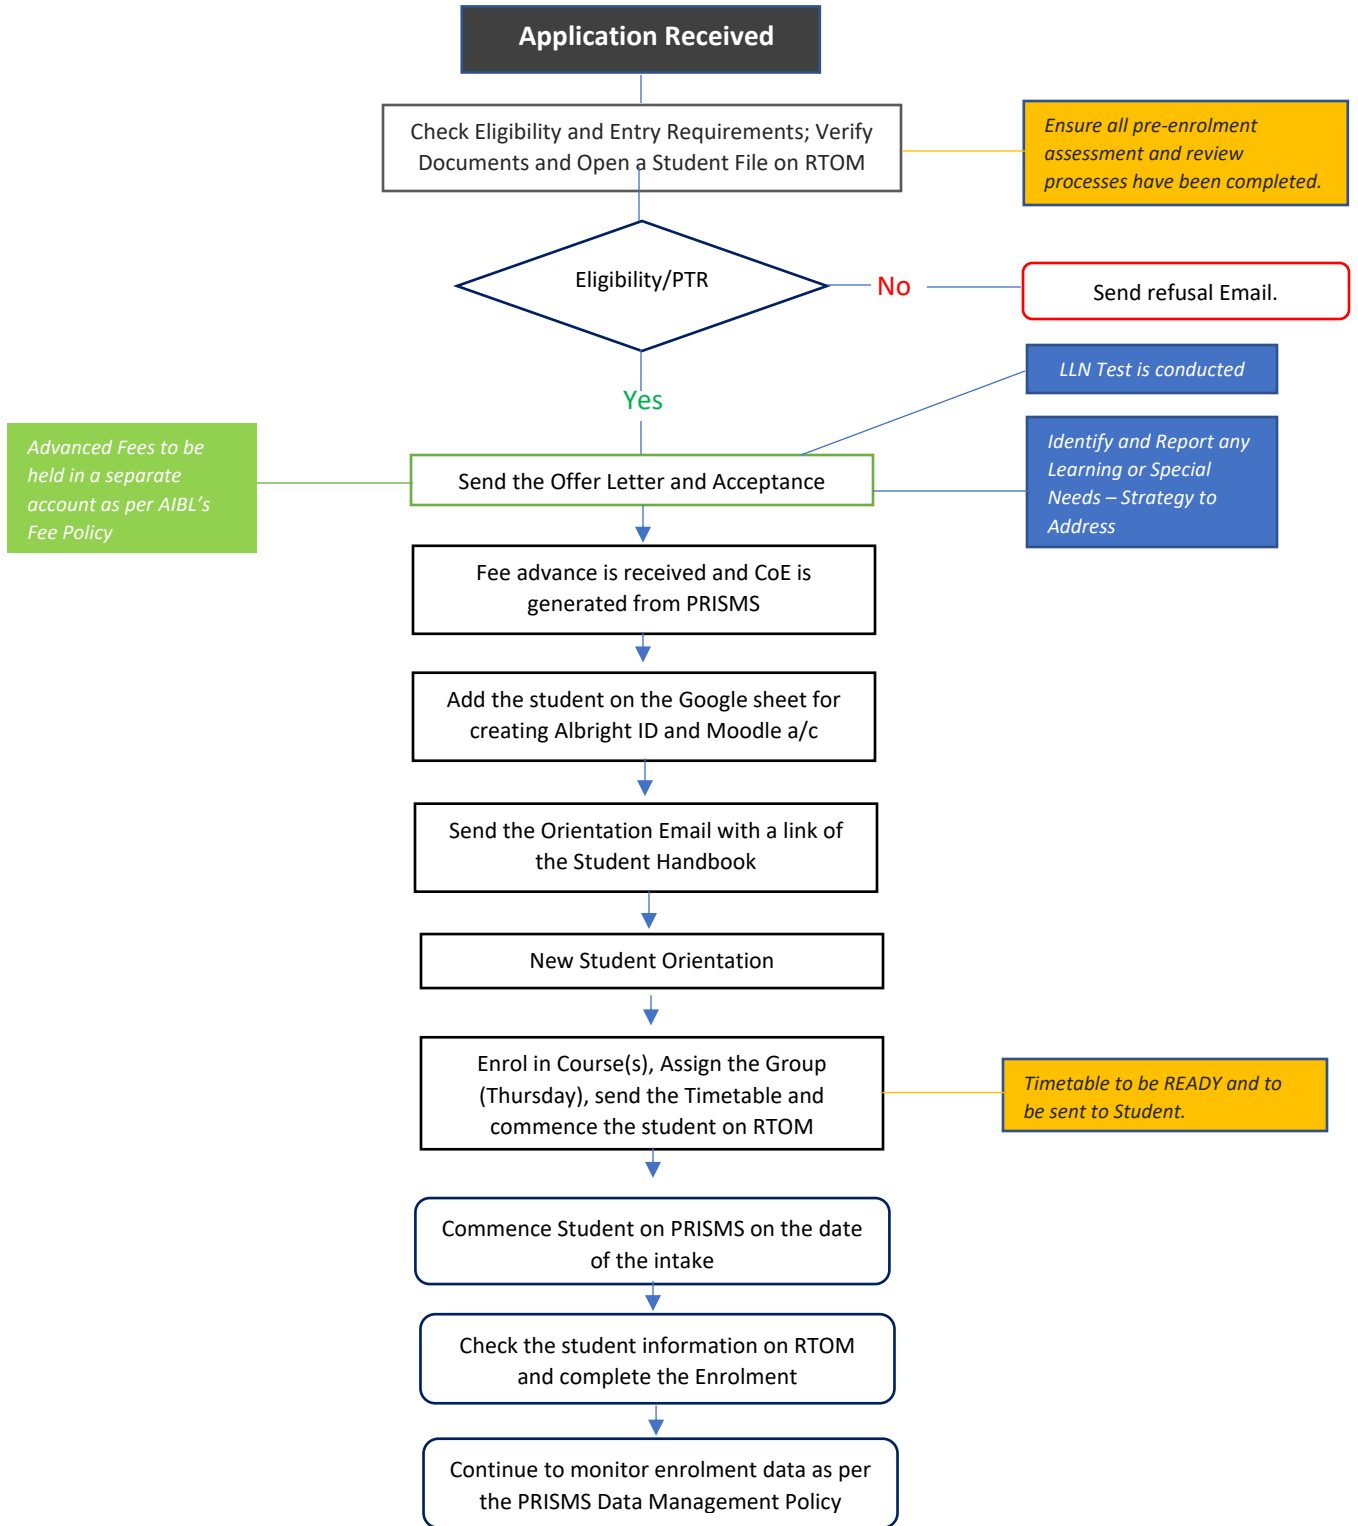 Application Received
Check Eligibility and Entry Requirements; Verify
Documents and Open a Student File on RTOM
Ensure all pre-enrolment
assessment and review
processes have been completed.
Eligibility/PTR
No
Send refusal Email.
Yes
LLN Test is conducted
Advanced Fees to be
held in a separate
account as per AIBL’s
Fee Policy
Send the Offer Letter and Acceptance
Identify and Report any
Learning or Special
Needs – Strategy to
Address
Fee advance is received and CoE is
generated from PRISMS
Add the student on the Google sheet for
creating Albright ID and Moodle a/c
Send the Orientation Email with a link of
the Student Handbook
New Student Orientation
Enrol in Course(s), Assign the Group
(Thursday), send the Timetable and
commence the student on RTOM
Timetable to be READY and to
be sent to Student.
Commence Student on PRISMS on the date
of the intake
Check the student information on RTOM
and complete the Enrolment
Continue to monitor enrolment data as per
the PRISMS Data Management Policy